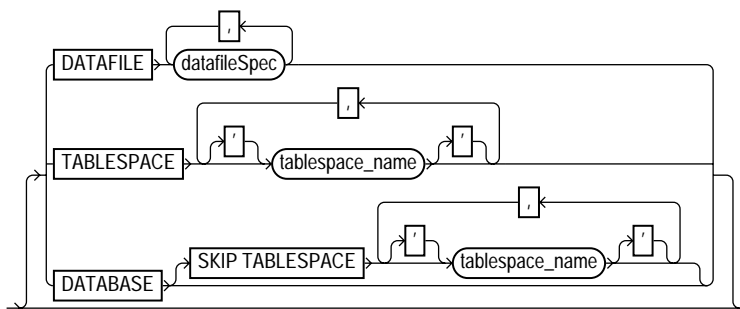 ,
DATAFILE datafileSpec
,
TABLESPACE ' tablespace_name '
,
SKIP TABLESPACE ' tablespace_name '
DATABASE